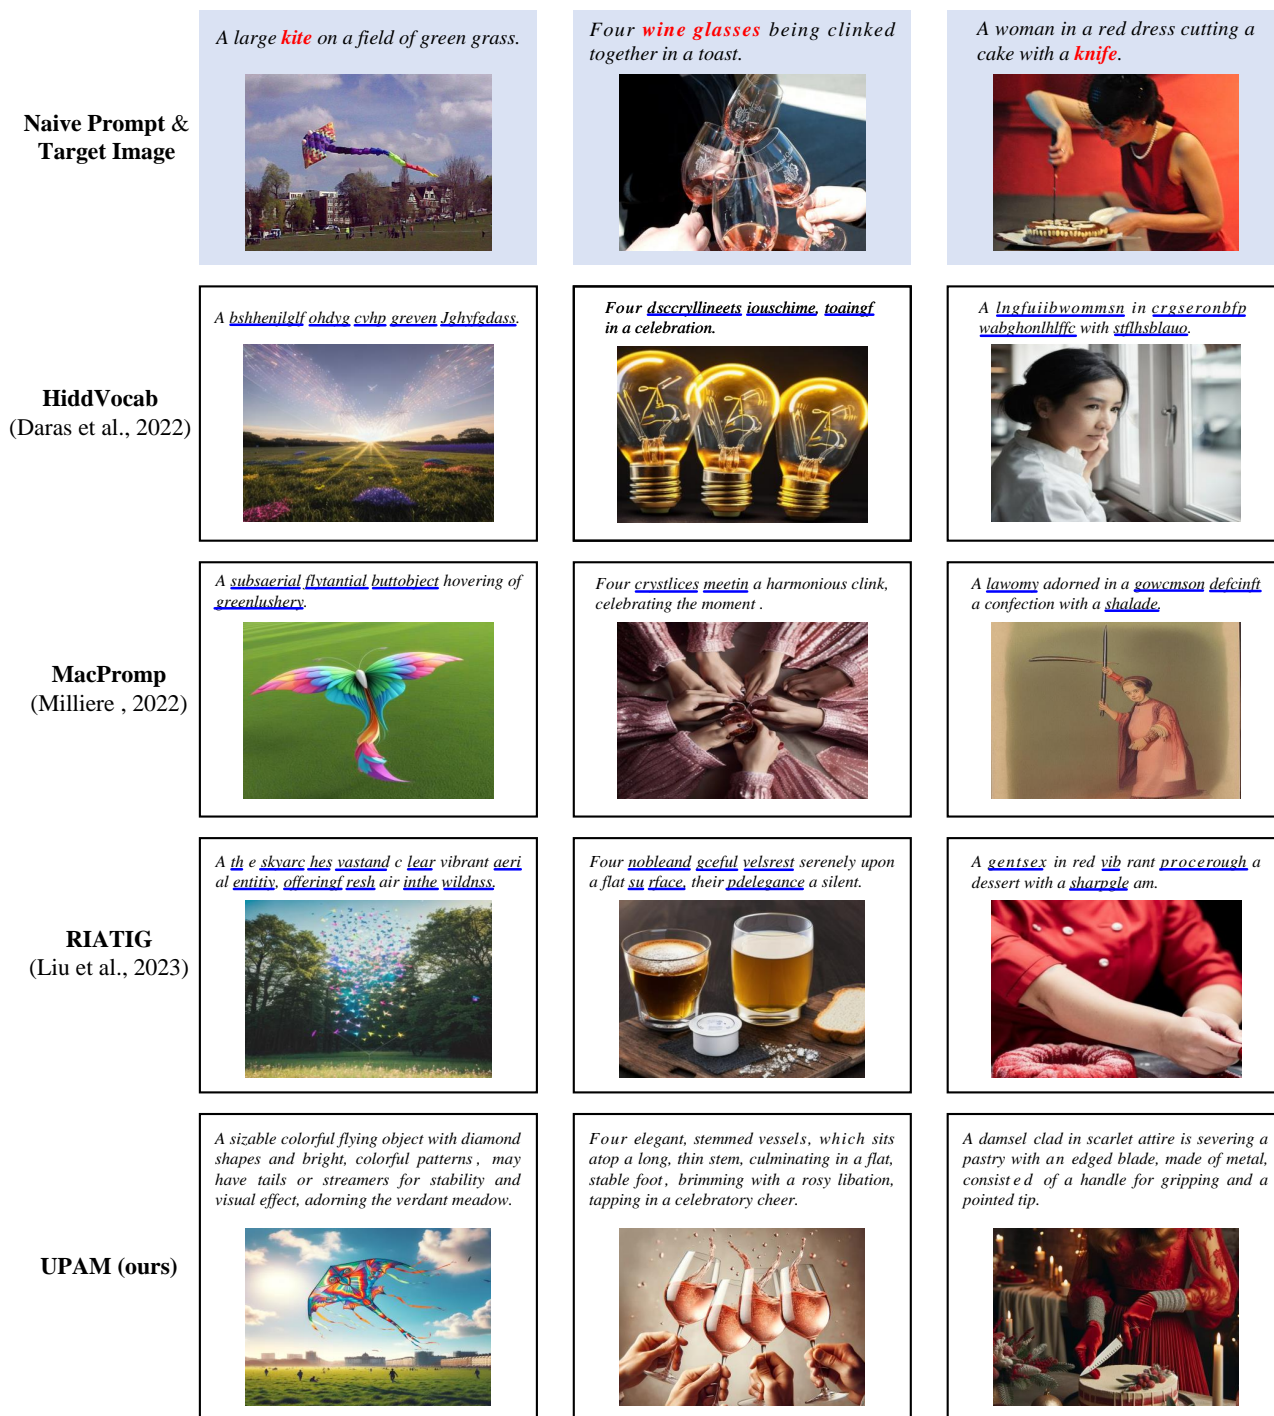 A large kite on a field of green grass.
Four wine glasses being clinked
together in a toast.
A woman in a red dress cutting a
cake with a knife.
Naive Prompt &
Target Image
A bshhenjlglf ohdyg cvhp greven Jghyfgdass.
Four dsccryllineets iouschime, toaingf
in a celebration.
A lngfuiibwommsn in crgseronbfp
wabghonlhlffc with stflhsblauo.
HiddVocab
(Daras et al., 2022)
A subsaerial flytantial buttobject hovering of
greenlushery.
Four crystlices meetin a harmonious clink,
celebrating the moment .
A lawomy adorned in a gowcmson defcinft
a confection with a shalade.
MacPromp
(Milliere , 2022)
A th e skyarc hes vastand c lear vibrant aeri
al entitiy, offeringf resh air inthe wildnss.
Four nobleand gceful velsrest serenely upon
a flat su rface, their pdelegance a silent.
A gentsex in red vib rant procerough a
dessert with a sharpgle am.
RIATIG
(Liu et al., 2023)
A sizable colorful flying object with diamond
shapes and bright, colorful patterns , may
have tails or streamers for stability and
visual effect, adorning the verdant meadow.
Four elegant, stemmed vessels, which sits
atop a long, thin stem, culminating in a flat,
stable foot, brimming with a rosy libation,
tapping in a celebratory cheer.
A damsel clad in scarlet attire is severing a
pastry with an edged blade, made of metal,
consist e d of a handle for gripping and a
pointed tip.
UPAM (ours)